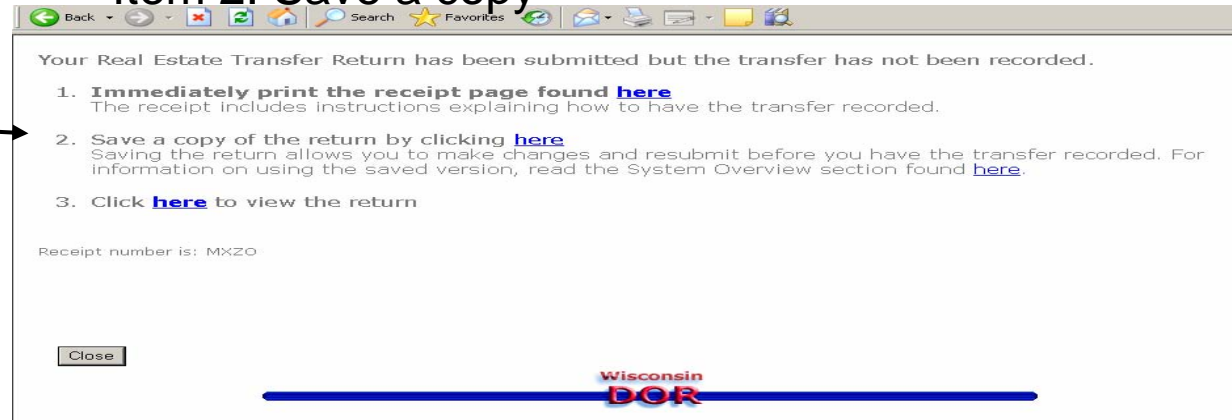 Item 2. Save a copy
Back Search Favorites
Your Real Estate Transfer Return has been submitted but the transfer has not been recorded.
1. Immediately print the receipt page found here
The receipt includes instructions explaining how to have the transfer recorded.
2. Save a copy of the return by clicking here
Saving the return allows you to make changes and resubmit before you have the transfer recorded. For
information on using the saved version, read the System Overview section found here.
3. Click here to view the return
Receipt number is: MXZO
Close
Wisconsin
DOR